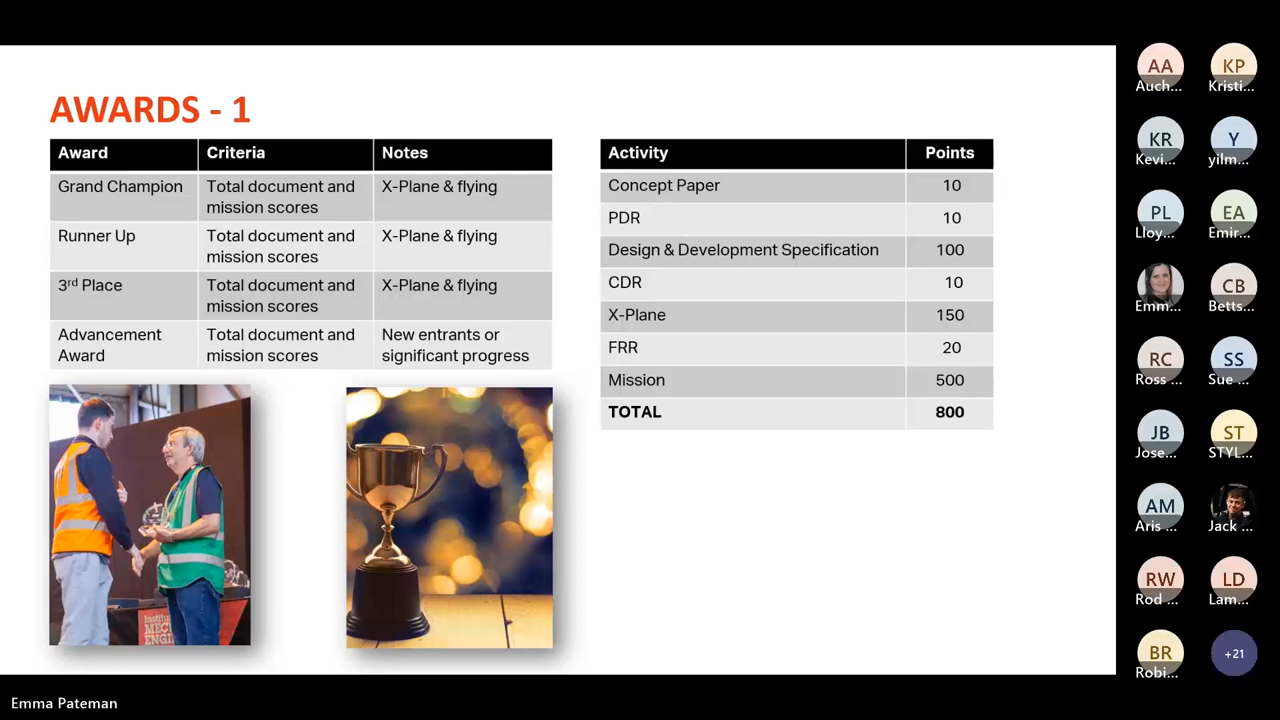 AWARDS - 1
Award Criteria Notes
Grand Champion Total document and mission scores X-Plane & flying
Runner Up Total document and mission scores X-Plane & flying
3rd Place Total document and mission scores X-Plane & flying
Advancement Award Total document and mission scores New entrants or significant progress
Activity Points
Concept Paper 10
PDR 10
Design & Development Specification 100
CDR 10
X-Plane 150
FRR 20
Mission 500
TOTAL 800
Institu
MECH
ENGI
AA KP
Auch... Kristi...
KR Y
Kevi... yilm...
PL EA
Lloy... Emir...
CB
Emm... Betts...
RC SS
Ross ... Sue ...
JB ST
Jose... STYL...
AM
Aris ... Jack ...
RW LD
Rod ... Lam...
BR +21
Robi...
Emma Pateman